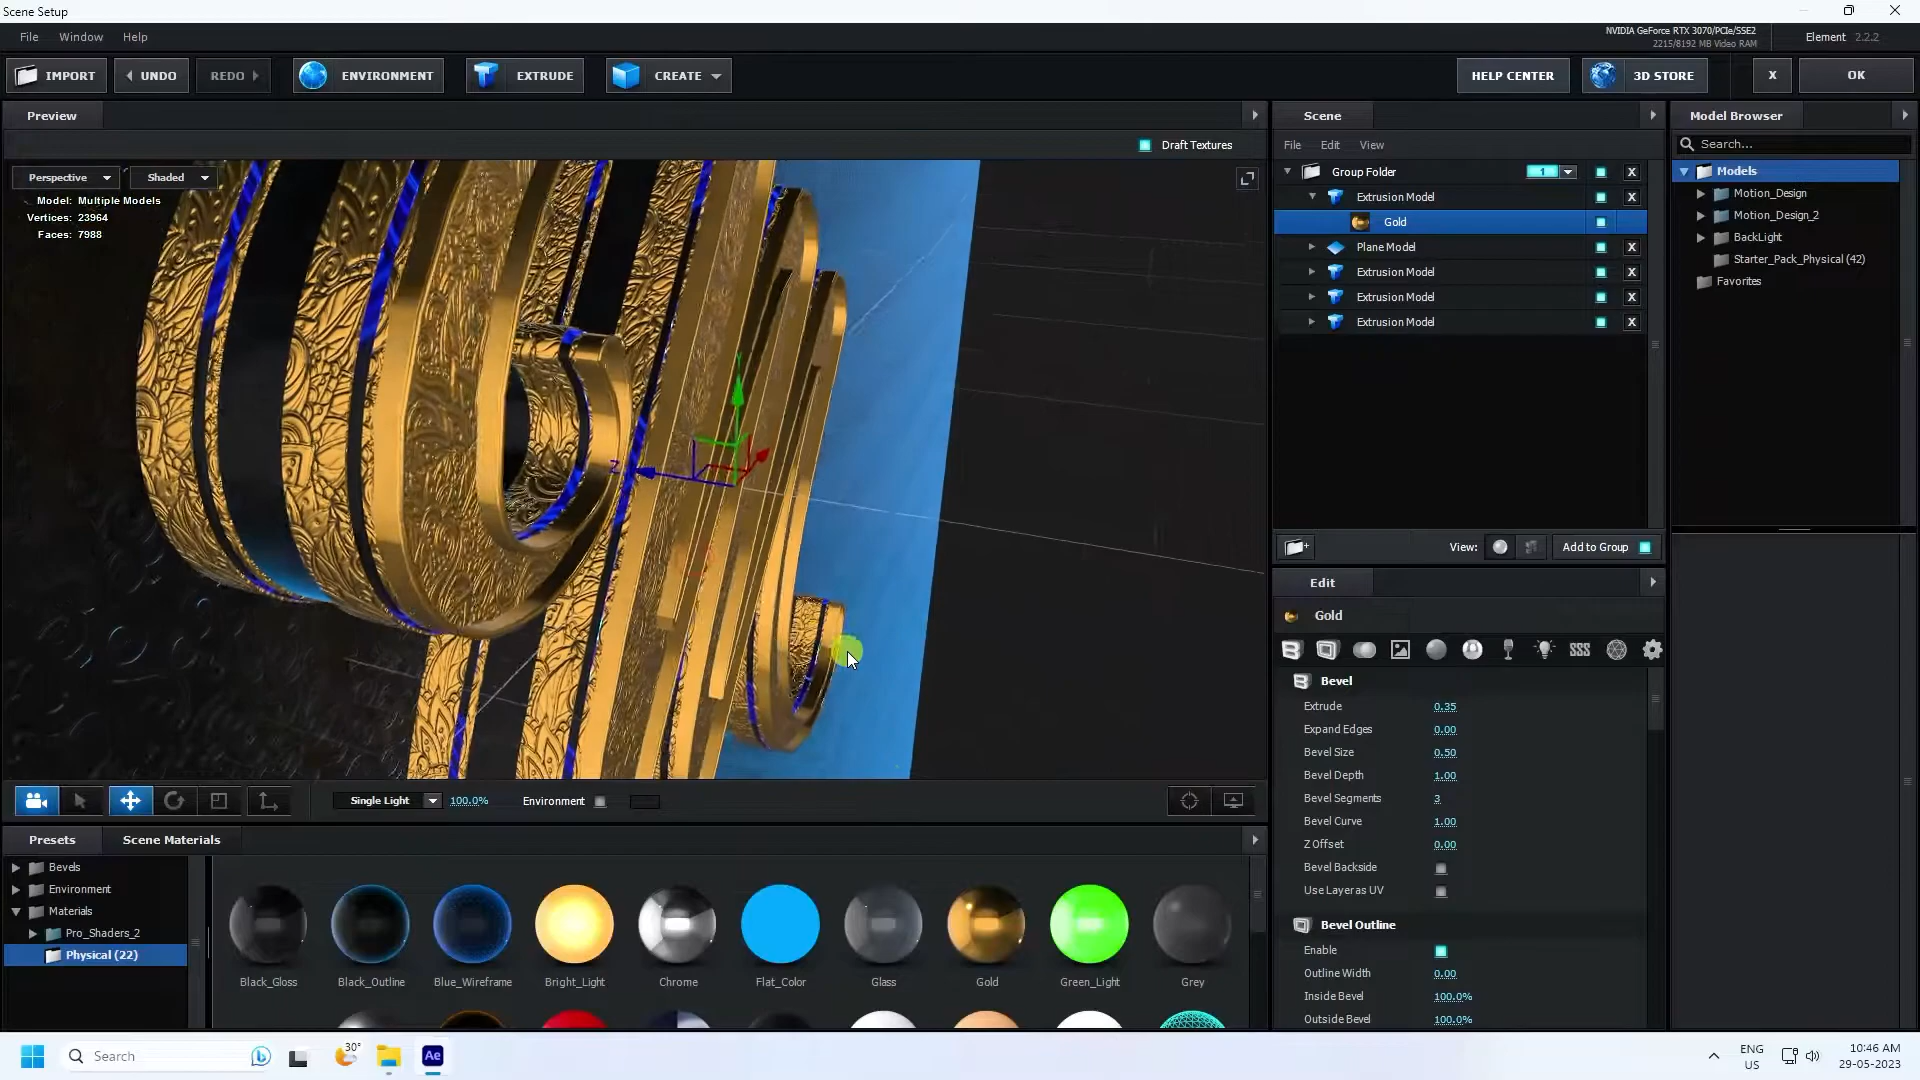 Scene Setup
File Window Help
NVIDIA GeForce RTX 3070/PCIe/SSE2
2215/8192 MB Video RAM
Element 2.2.2
IMPORT UNDO REDO ENVIRONMENT EXTRUDE CREATE HELP CENTER 3D STORE X OK
Preview
Draft Textures
Perspective Shaded
Model: Multiple Models
Vertices: 23964
Faces: 7988
Z
Single Light 100.0% Environment
Scene
File Edit View
Group Folder 1 X
Extrusion Model X
Gold
Plane Model X
Extrusion Model X
Extrusion Model X
Extrusion Model X
View: Add to Group
Model Browser
Search...
Models
Motion_Design
Motion_Design_2
BackLight
Starter_Pack_Physical (42)
Favorites
Edit
Gold
Bevel
Extrude 0.35
Expand Edges 0.00
Bevel Size 0.50
Bevel Depth 1.00
Bevel Segments 3
Bevel Curve 1.00
Z Offset 0.00
Bevel Backside
Use Layer as UV
Bevel Outline
Enable
Outline Width 0.00
Inside Bevel 100.0%
Outside Bevel 100.0%
Presets Scene Materials
Bevels
Environment
Materials
Pro_Shaders_2
Physical (22)
Black_Gloss Black_Outline Blue_Wireframe Bright_Light Chrome Flat_Color Glass Gold Green_Light Grey
Search
30°
Ae
ENG
US
10:46 AM
29-05-2023